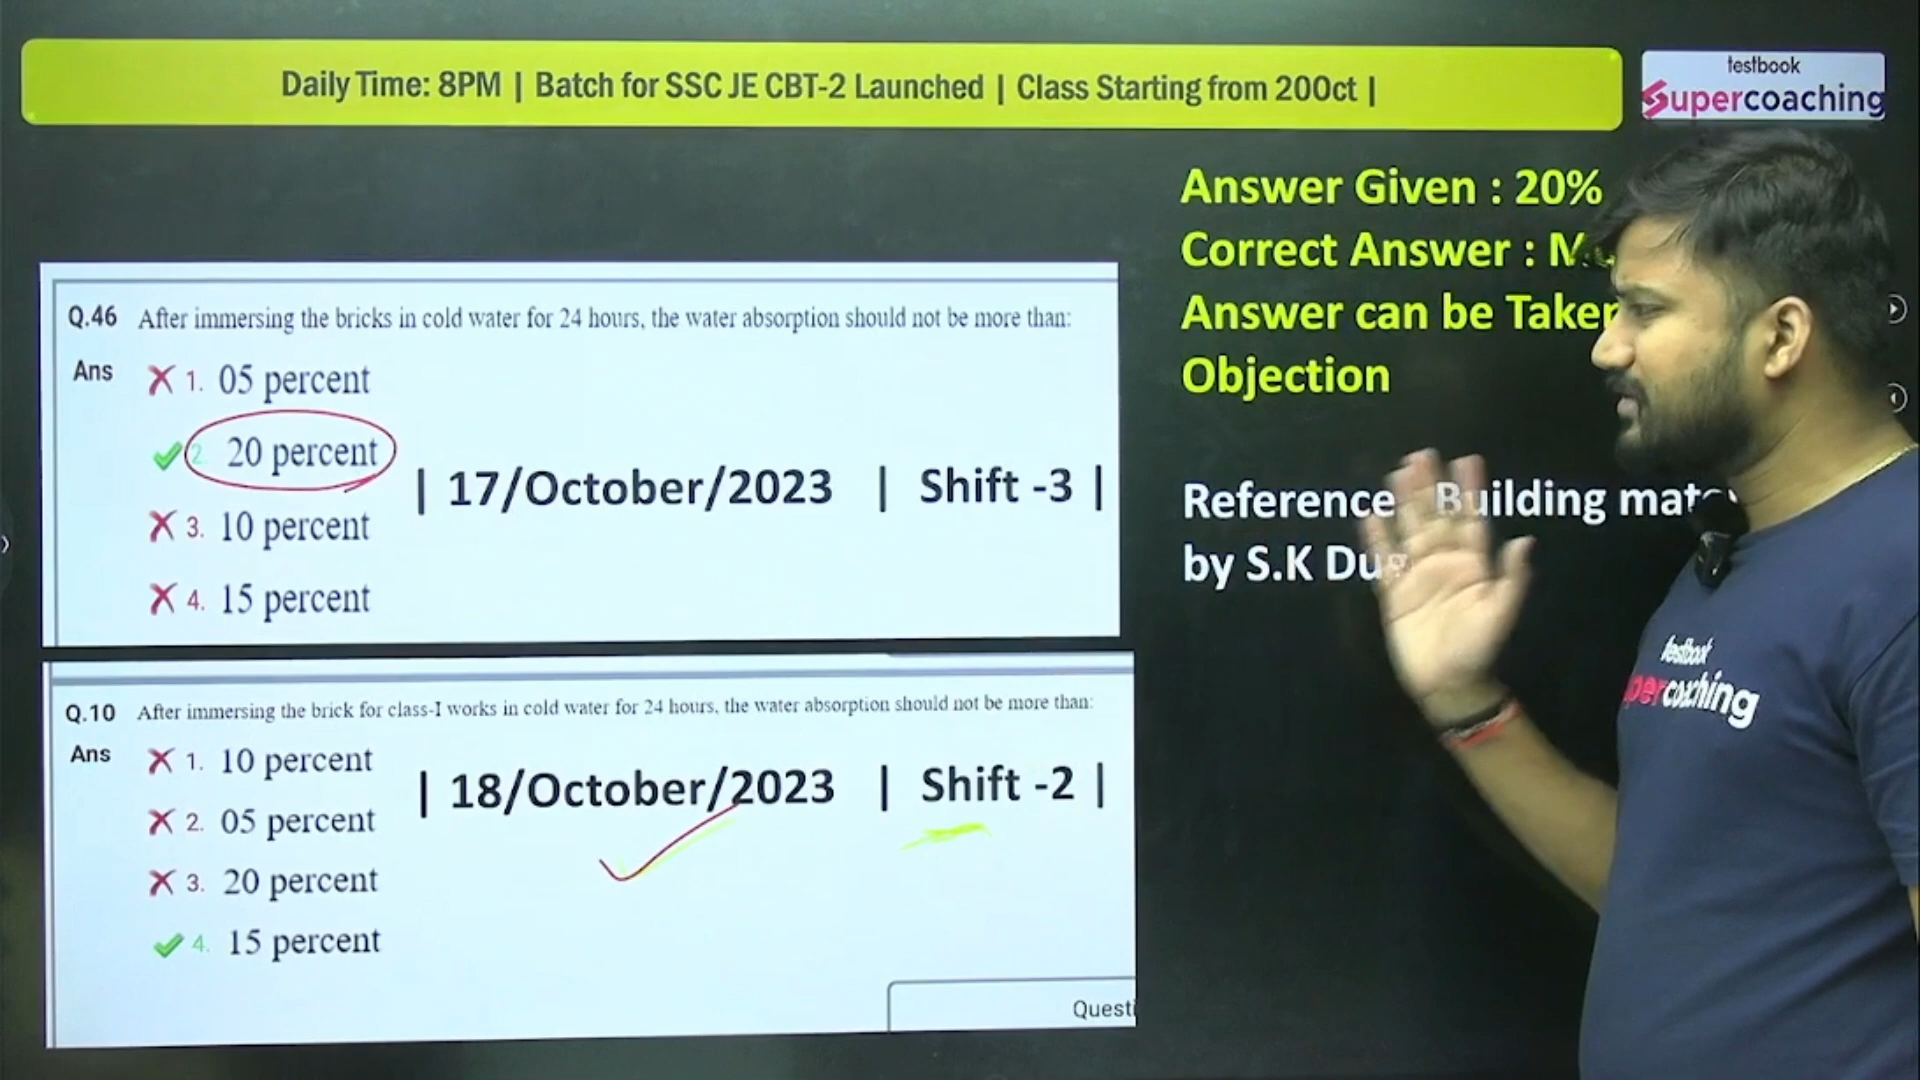 Daily Time: 8PM | Batch for SSC JE CBT-2 Launched | Class Starting from 20Oct |
testbook
Supercoaching
Answer Given : 20%
Correct Answer :
Answer can be Taken
Objection
Reference Building
by S.K
Q.46 After immersing the bricks in cold water for 24 hours, the water absorption should not be more than:
Ans 1. 05 percent
2. 20 percent
3. 10 percent
4. 15 percent
| 17/October/2023 | Shift -3 |
Q.10 After immersing the brick for class-I works in cold water for 24 hours, the water absorption should not be more than:
Ans 1. 10 percent
2. 05 percent
3. 20 percent
4. 15 percent
| 18/October/2023 | Shift -2 |
testbook
percoaching